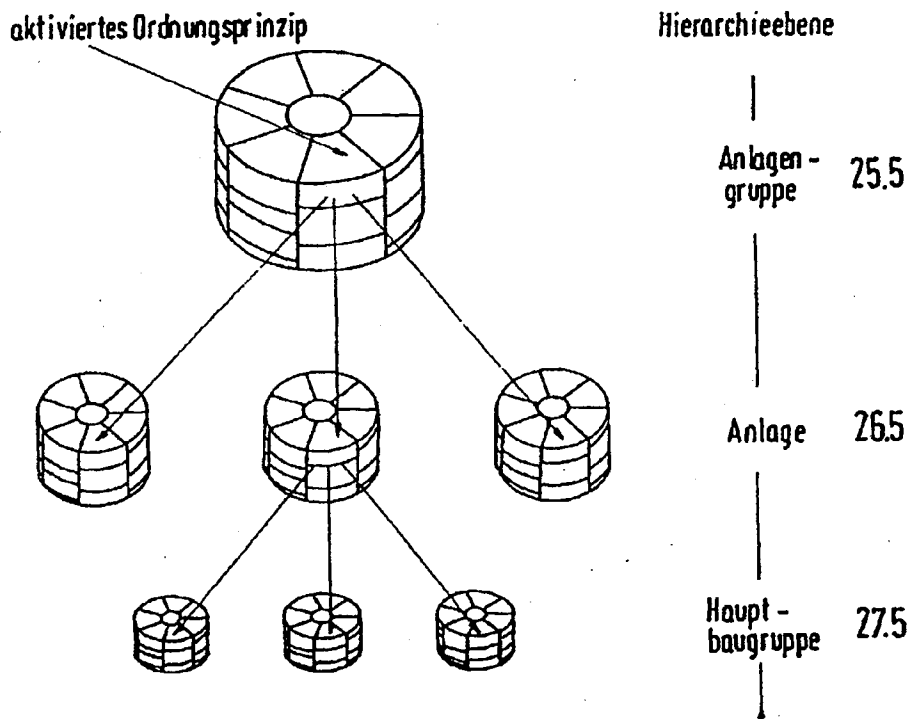 aktiviertes Ordnungsprinzip
Hierarchieebene
Anlagen-
gruppe 25.5
Anlage 26.5
Haupt-
baugruppe 27.5